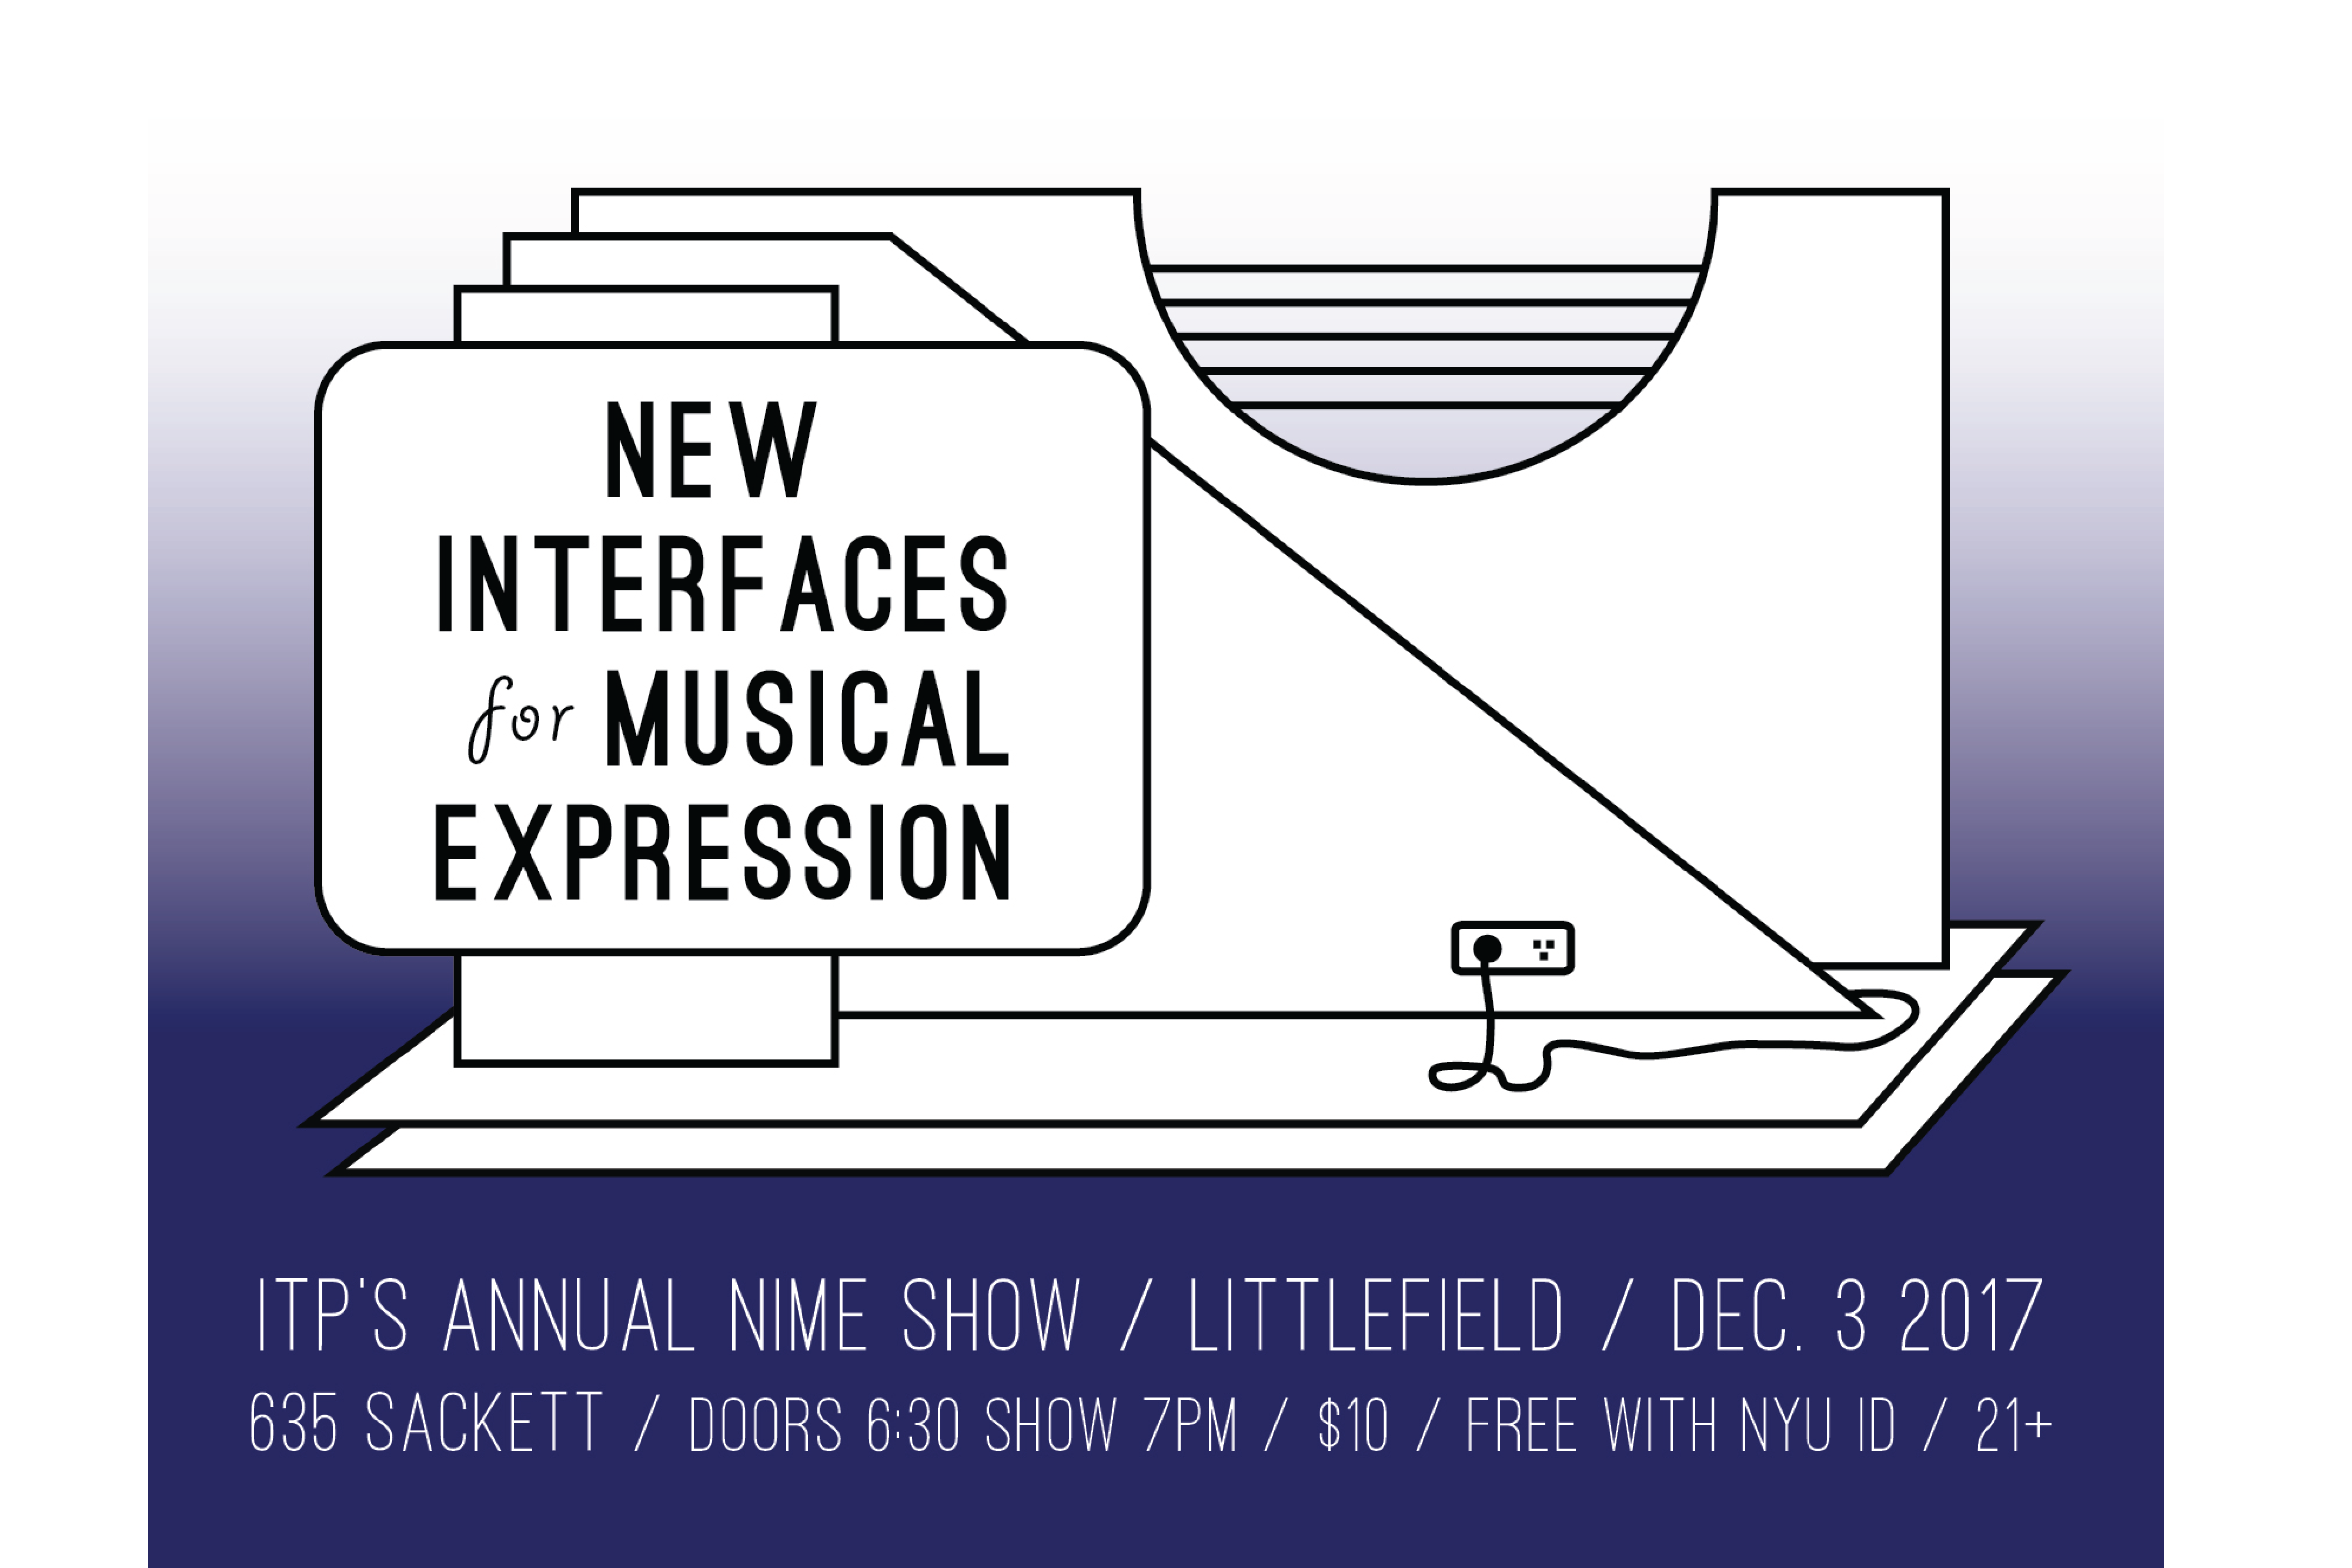 NEW
INTERFACES
for MUSICAL
EXPRESSION
ITP'S ANNUAL NIME SHOW / LITTLEFIELD / DEC. 3 2017
635 SACKETT / DOORS 6:30 SHOW 7PM / $10 / FREE WITH NYU ID / 21+